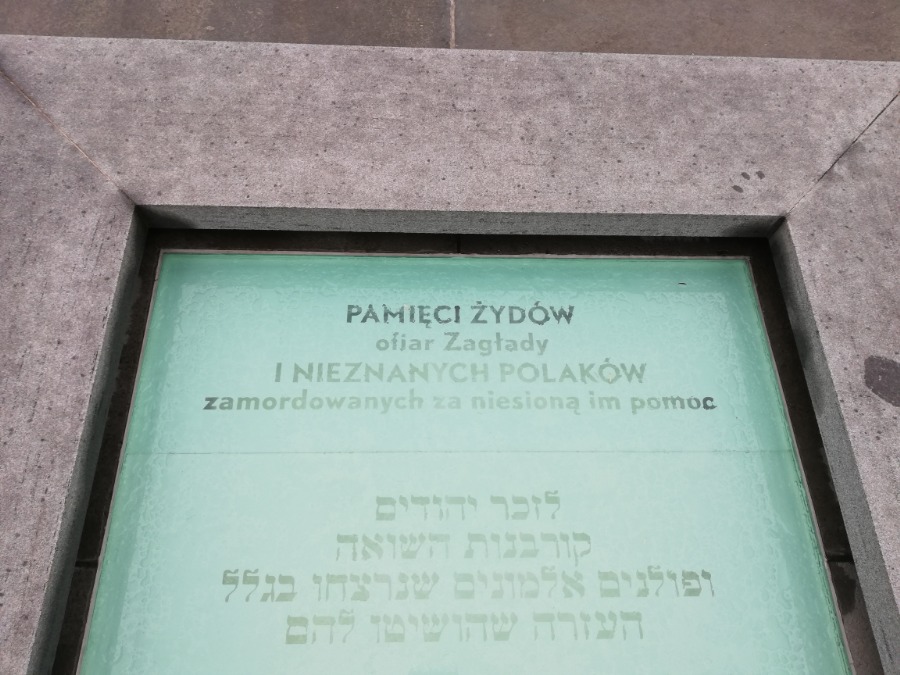 PAMIĘCI ŻYDÓW
ofiar Zagłady
I NIEZNANYCH POLAKÓW
zamordowanych za niesioną im pomoc
לזכר יהודים
קורבנות השואה
ופולנים אלמונים שנרצחו בגלל
העזרה שהושיטו להם